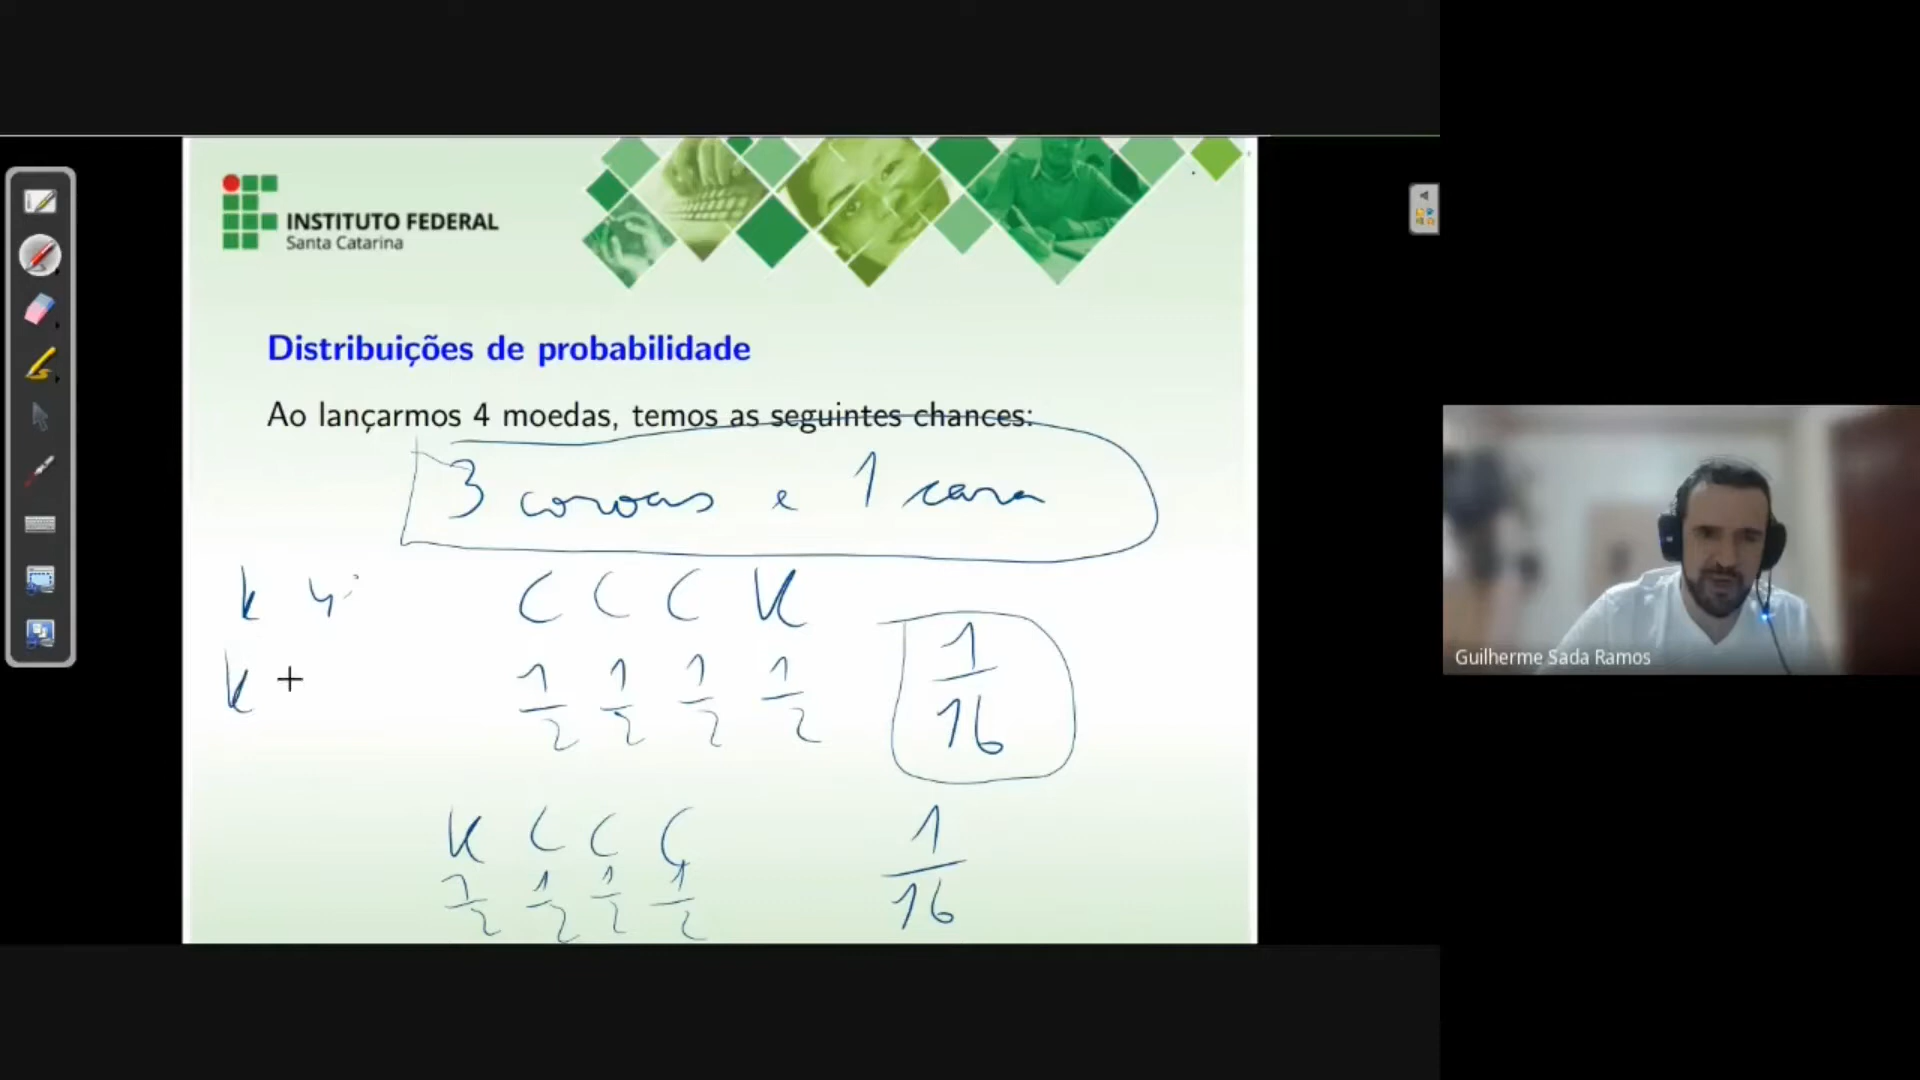 INSTITUTO FEDERAL
Santa Catarina
Distribuições de probabilidade
Ao lançarmos 4 moedas, temos as seguintes chances:
3 coroas e 1 cara
k 4 C C C K
k 1/2 1/2 1/2 1/2 1/16
K C C C 1/16
1/2 1/2 1/2 1/2
Guilherme Sada Ramos